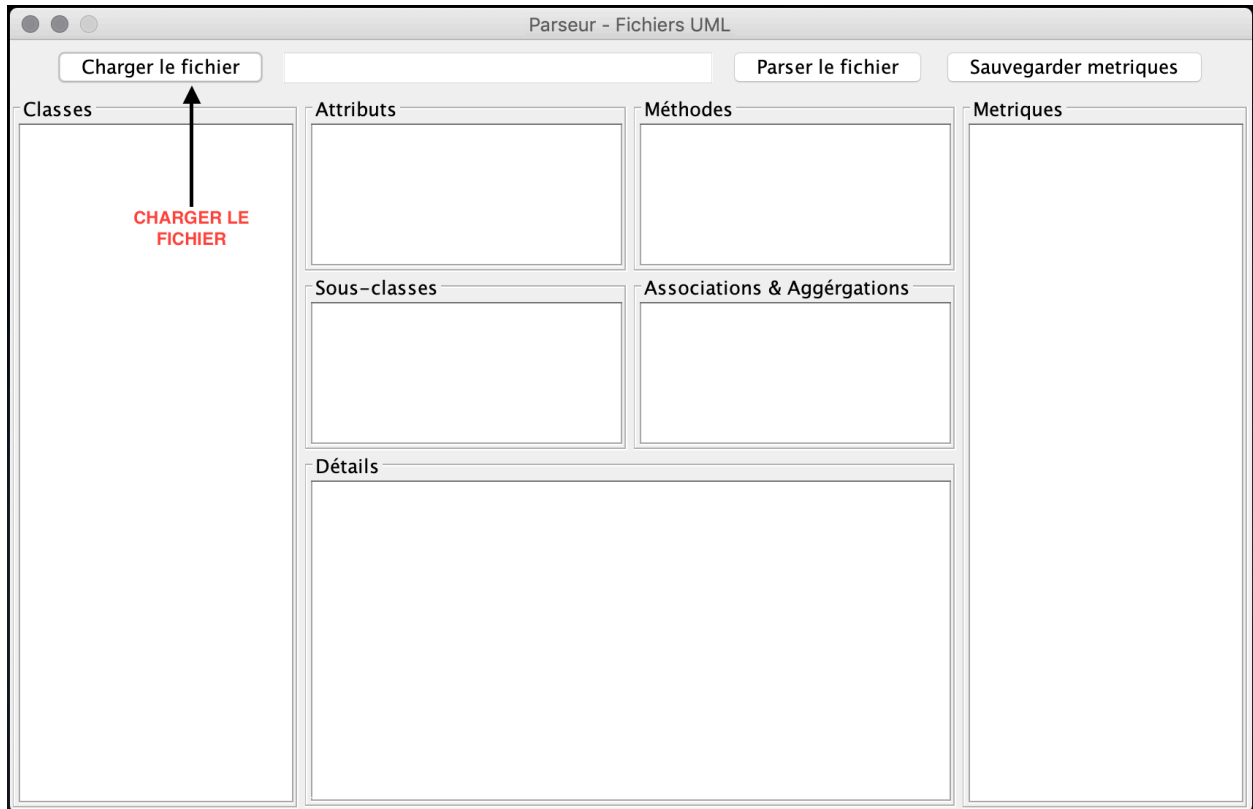 Parseur - Fichiers UML
Charger le fichier
Parser le fichier
Sauvegarder metriques
Classes
Attributs
Méthodes
Metriques
CHARGER LE
FICHIER
Sous-classes
Associations & Aggérgations
Détails